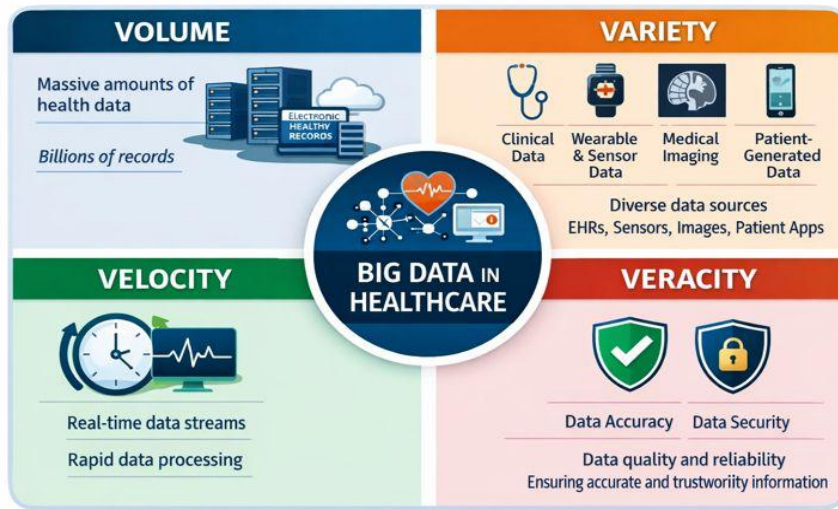 VOLUME
Massive amounts of
health data
Billions of records
Electronic
HEALTHY
RECORDS
VARIETY
Clinical
Data
Wearable
& Sensor
Data
Medical
Imaging
Patient-
Generated
Data
Diverse data sources
EHRs, Sensors, Images, Patient Apps
BIG DATA IN
HEALTHCARE
VELOCITY
Real-time data streams
Rapid data processing
VERACITY
Data Accuracy
Data Security
Data quality and reliability
Ensuring accurate and trustworiity information